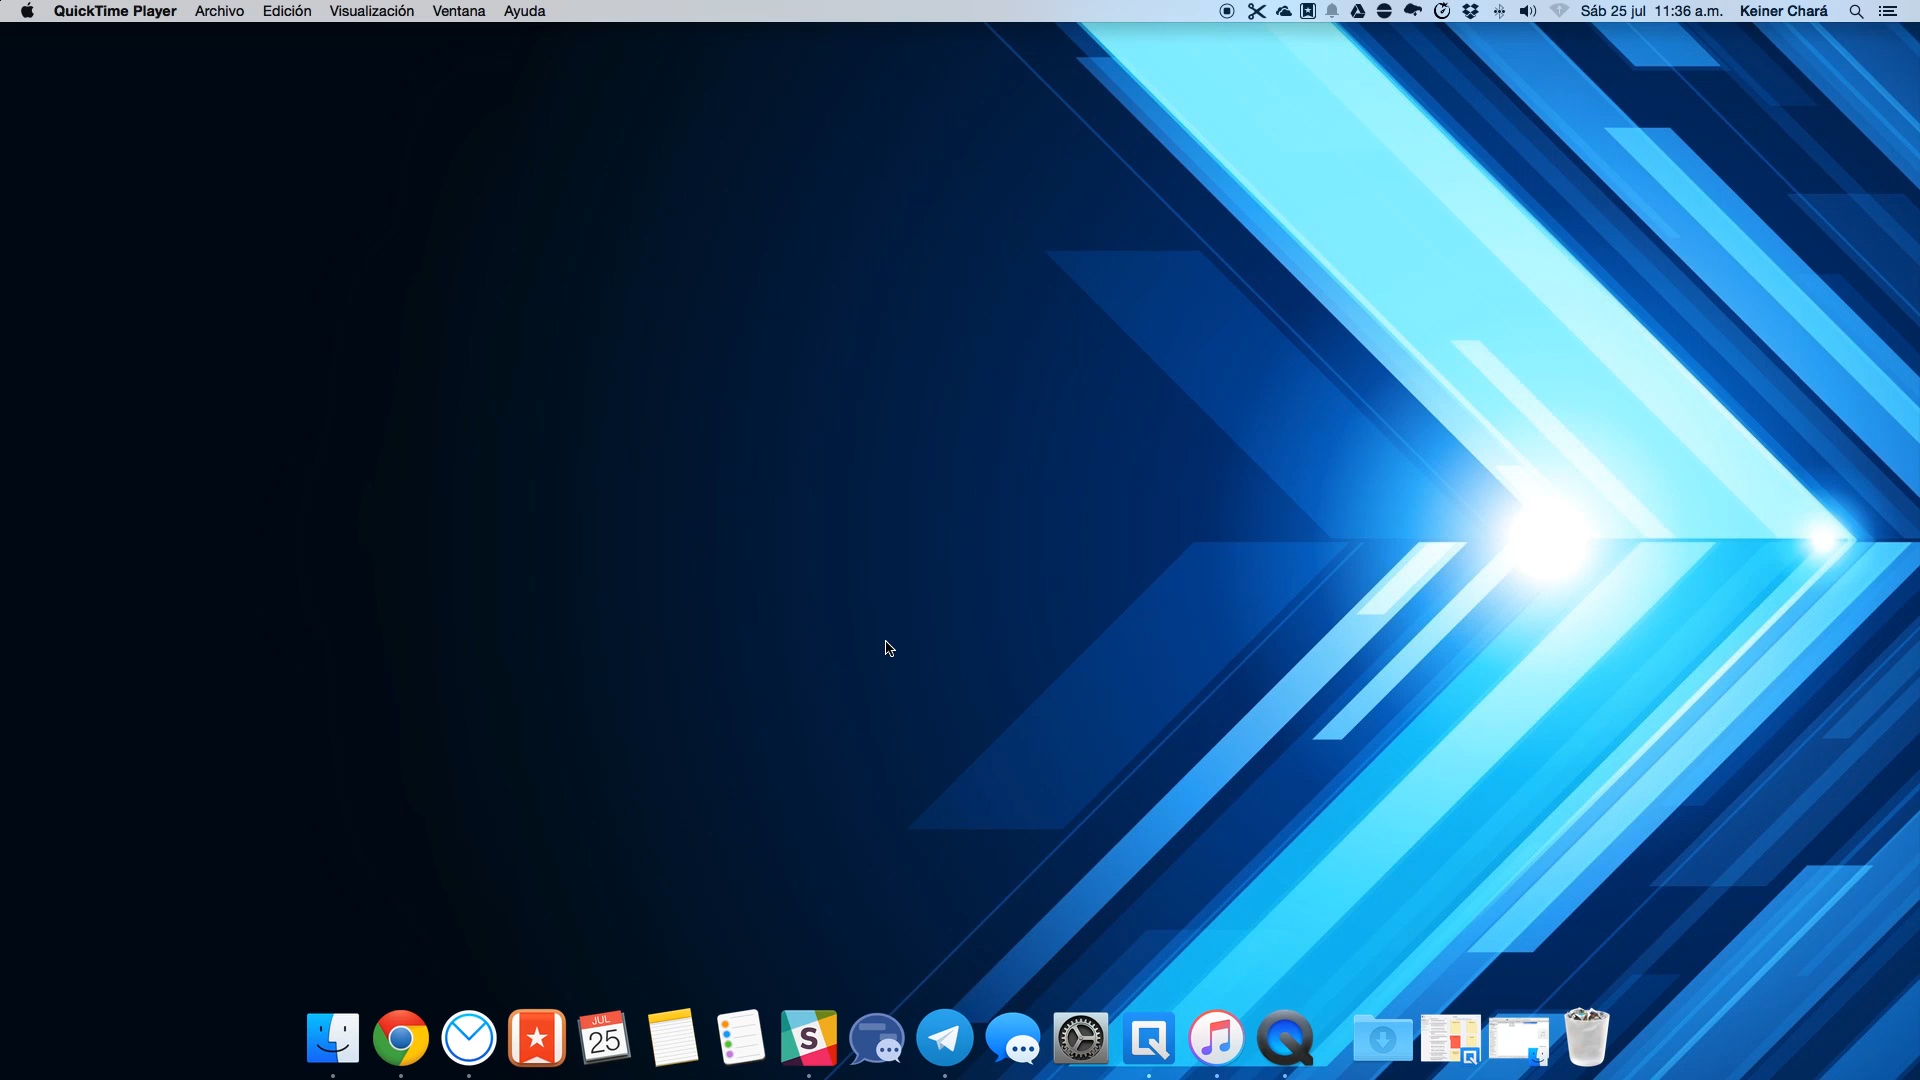 QuickTime Player Archivo Edición Visualización Ventana Ayuda Sáb 25 jul 11:36 a.m. Keiner Chará
JUL
25
S